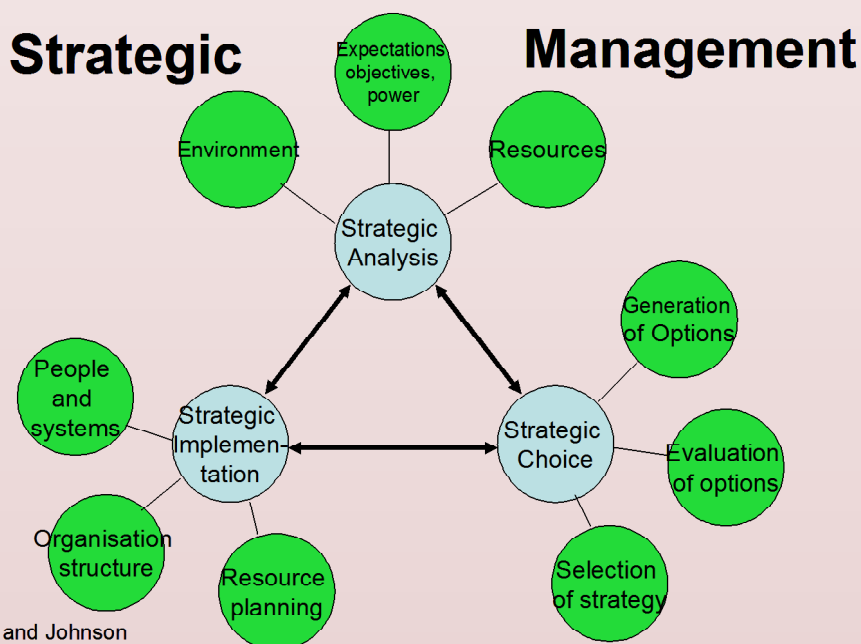 Strategic Management
Expectations
objectives,
power
Environment
Resources
Strategic
Analysis
Generation
of Options
People
and
systems
Strategic
Implemen-
tation
Strategic
Choice
Evaluation
of options
Organisation
structure
Resource
planning
Selection
of strategy
and Johnson